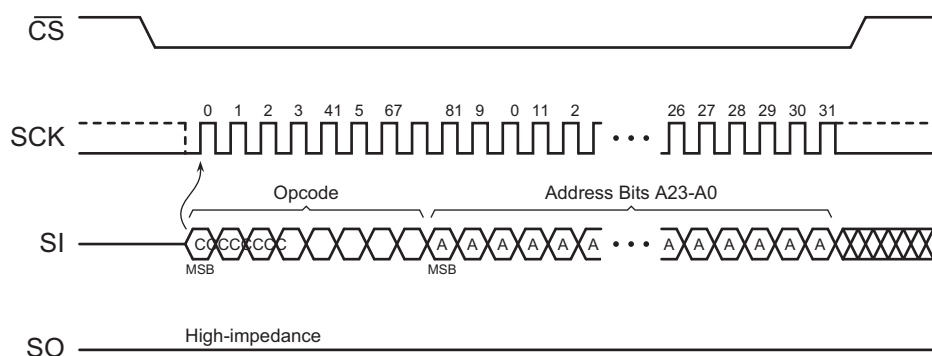 CS
0 1 2 3 41 5 67 81 9 0 11 2 26 27 28 29 30 31
SCK
Opcode Address Bits A23-A0
SI CCCCCCCC A A A A A A A A A A A A
MSB MSB
High-impedance
SO